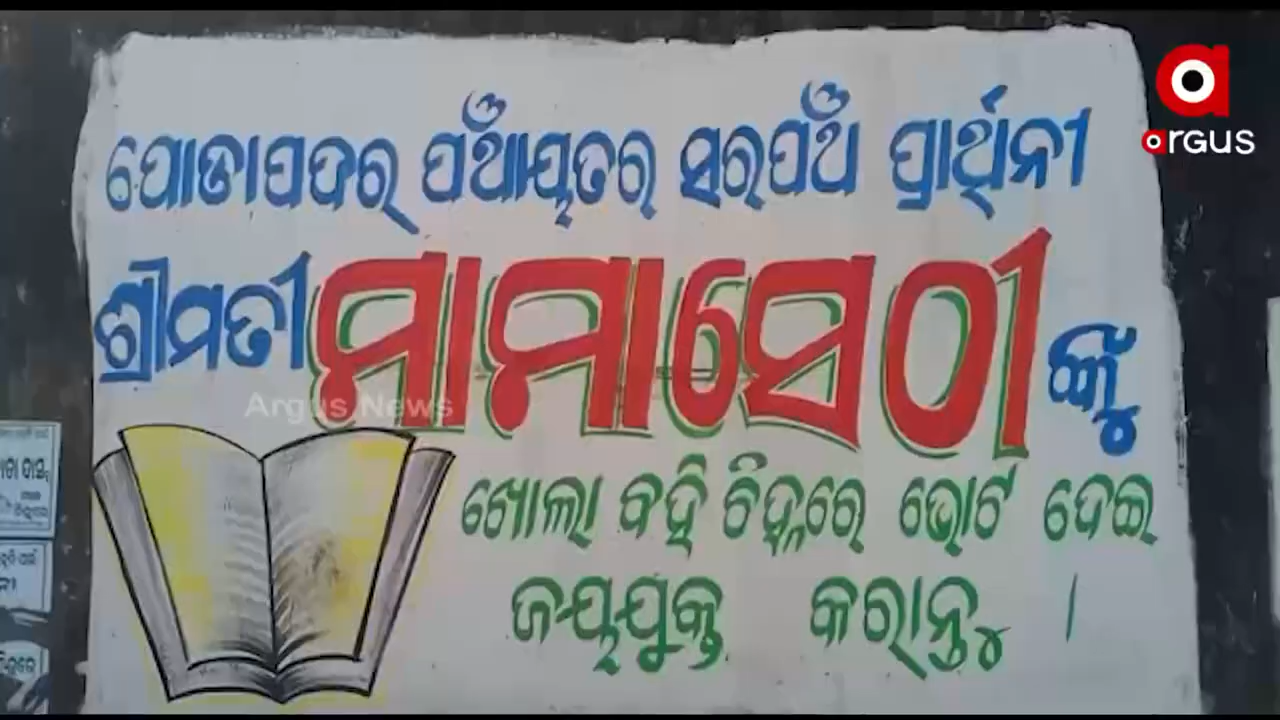 ପୋଡାପଦର୍ ପଞ୍ଚାୟତର ସରପଞ୍ଚ ପ୍ରାର୍ଥିନୀ
ଶ୍ରୀମତୀ ମାମା ସେଠୀ ଙ୍କୁ
ଖୋଲା ବହି ଚିହ୍ନରେ ଭୋଟ ଦେଇ
ଜୟଯୁକ୍ତ କରାନ୍ତୁ ।
argus
Argus News